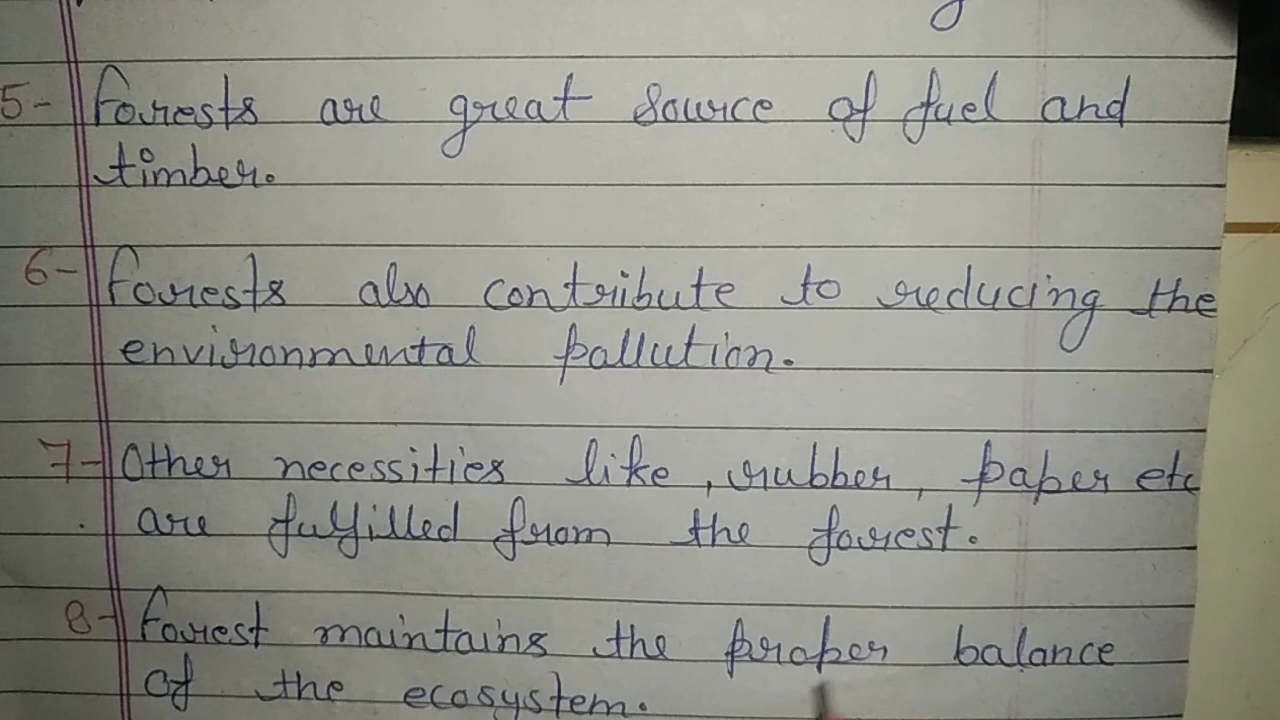 5- Forests are great source of fuel and
timber.
6- Forests also contribute to reducing the
environmental pollution.
7- Other necessities like, rubber, paper etc
are fulfilled from the forest.
8- Forest maintains the proper balance
of the ecosystem.